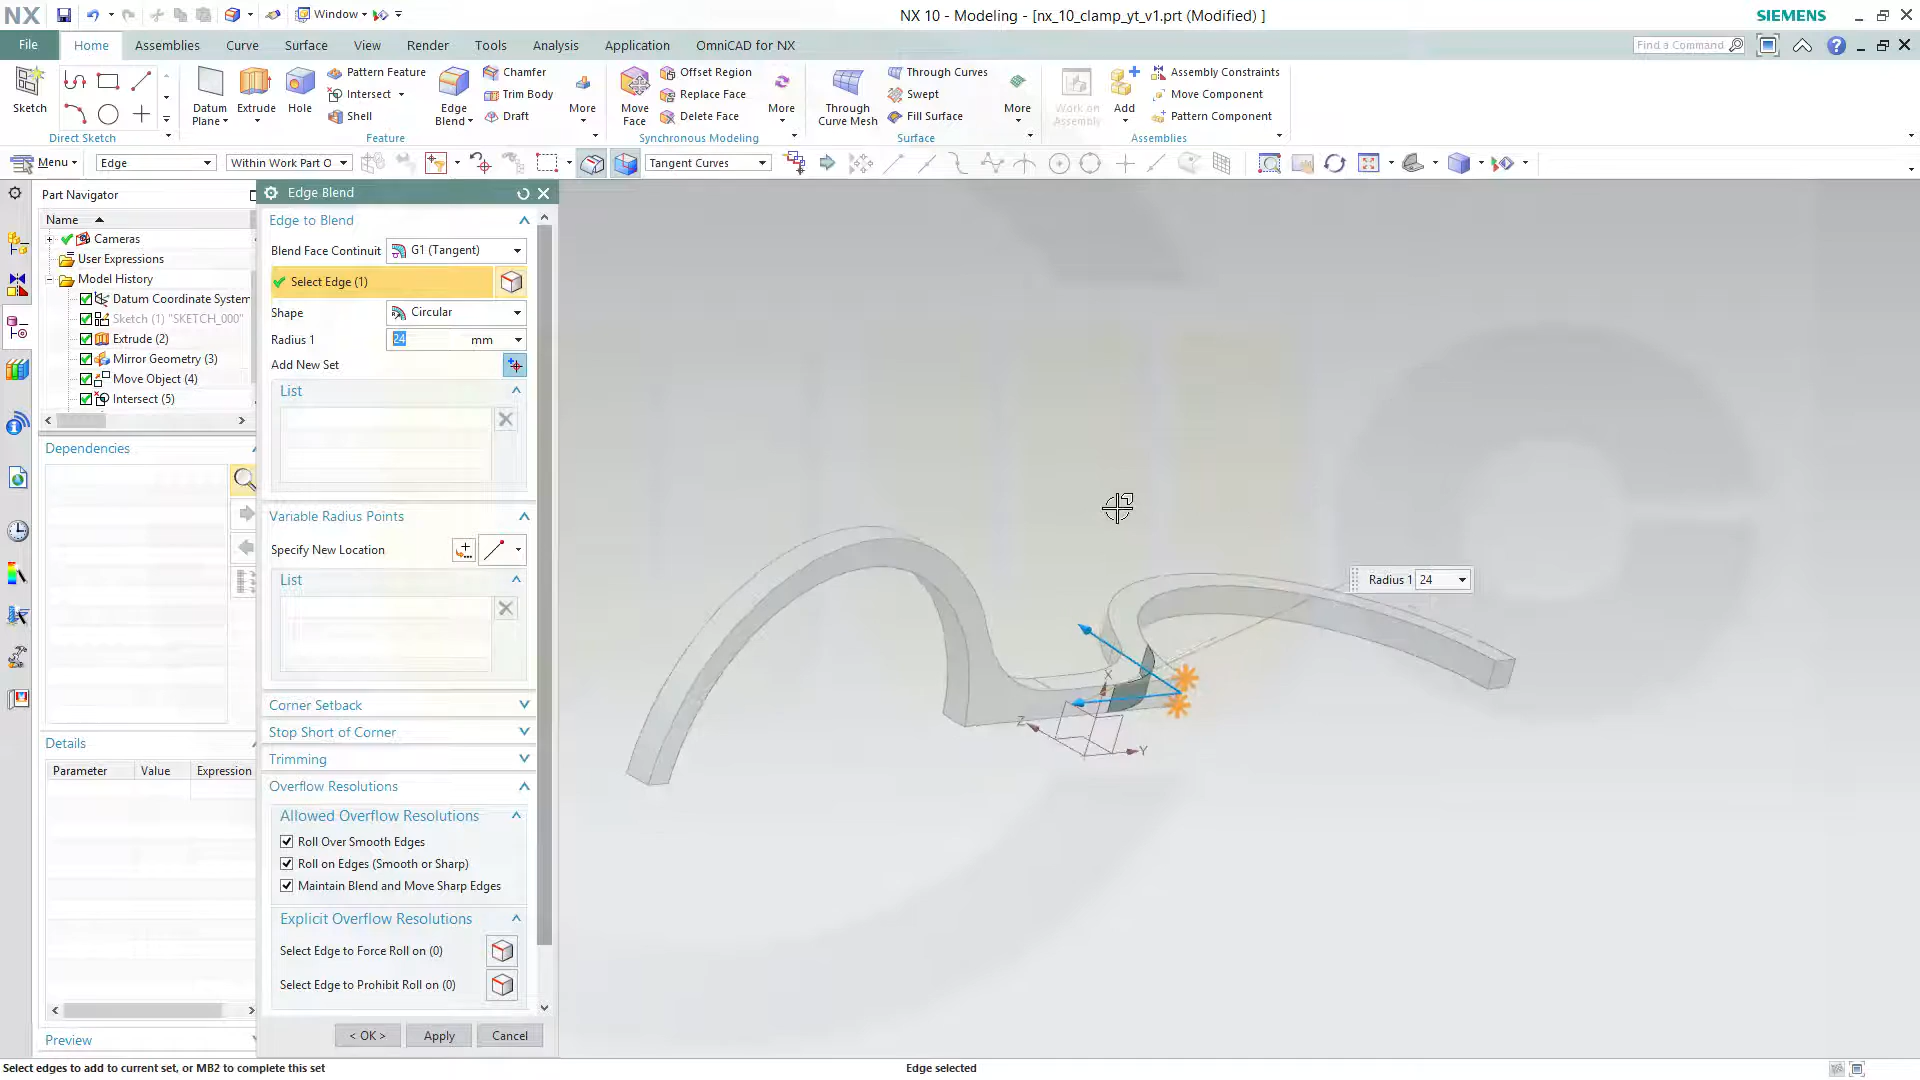 NX
Window
NX 10 - Modeling - [nx_10_clamp_yt_v1.prt (Modified) ]
SIEMENS
File
Home
Assemblies
Curve
Surface
View
Render
Tools
Analysis
Application
OmniCAD for NX
Find a Command
Sketch
Direct Sketch
Datum Plane
Extrude
Hole
Pattern Feature
Intersect
Shell
Edge Blend
Chamfer
Trim Body
Draft
More
Feature
Move Face
Offset Region
Replace Face
Delete Face
More
Synchronous Modeling
Through Curve Mesh
Through Curves
Swept
Fill Surface
More
Surface
Work on Assembly
Add
Assembly Constraints
Move Component
Pattern Component
Assemblies
Menu
Edge
Within Work Part O
Tangent Curves
Part Navigator
Name
Cameras
User Expressions
Model History
Datum Coordinate System
Sketch (1) "SKETCH_000"
Extrude (2)
Mirror Geometry (3)
Move Object (4)
Intersect (5)
Dependencies
Details
Parameter
Value
Expression
Preview
Edge Blend
Edge to Blend
Blend Face Continuit
G1 (Tangent)
Select Edge (1)
Shape
Circular
Radius 1
24
mm
Add New Set
List
Variable Radius Points
Specify New Location
List
Corner Setback
Stop Short of Corner
Trimming
Overflow Resolutions
Allowed Overflow Resolutions
Roll Over Smooth Edges
Roll on Edges (Smooth or Sharp)
Maintain Blend and Move Sharp Edges
Explicit Overflow Resolutions
Select Edge to Force Roll on (0)
Select Edge to Prohibit Roll on (0)
< OK >
Apply
Cancel
Radius 1
24
X
Z
Y
Select edges to add to current set, or MB2 to complete this set
Edge selected